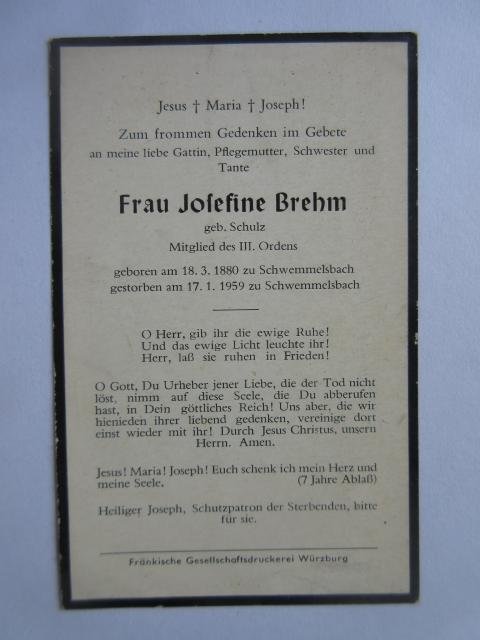 Jesus † Maria † Joseph!
Zum frommen Gedenken im Gebete
an meine liebe Gattin, Pflegemutter, Schwester und
Tante
Frau Joſefine Brehm
geb. Schulz
Mitglied des III. Ordens
geboren am 18. 3. 1880 zu Schwemmelsbach
gestorben am 17. 1. 1959 zu Schwemmelsbach
O Herr, gib ihr die ewige Ruhe!
Und das ewige Licht leuchte ihr!
Herr, laß sie ruhen in Frieden!
O Gott, Du Urheber jener Liebe, die der Tod nicht
löst, nimm auf diese Seele, die Du abberufen
hast, in Dein göttliches Reich! Uns aber, die wir
hienieden ihrer liebend gedenken, vereinige dort
einst wieder mit ihr! Durch Jesus Christus, unsern
Herrn. Amen.
Jesus! Maria! Joseph! Euch schenk ich mein Herz und
meine Seele. (7 Jahre Ablaß)
Heiliger Joseph, Schutzpatron der Sterbenden, bitte
für sie.
Fränkische Gesellschaftsdruckerei Würzburg